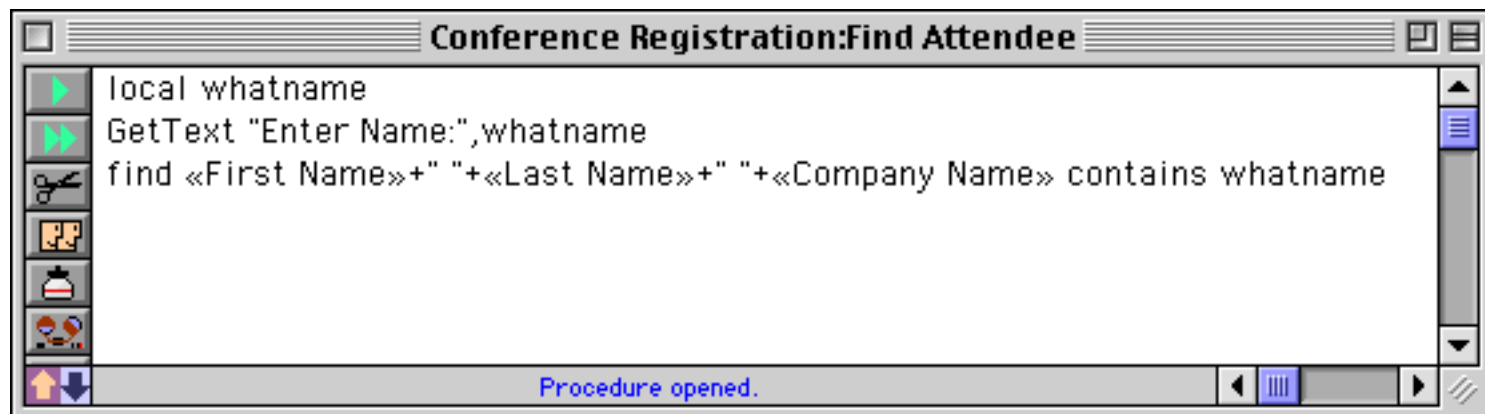 Conference Registration:Find Attendee
local whatname
GetText "Enter Name:",whatname
find «First Name»+" "+«Last Name»+" "+«Company Name» contains whatname
Procedure opened.